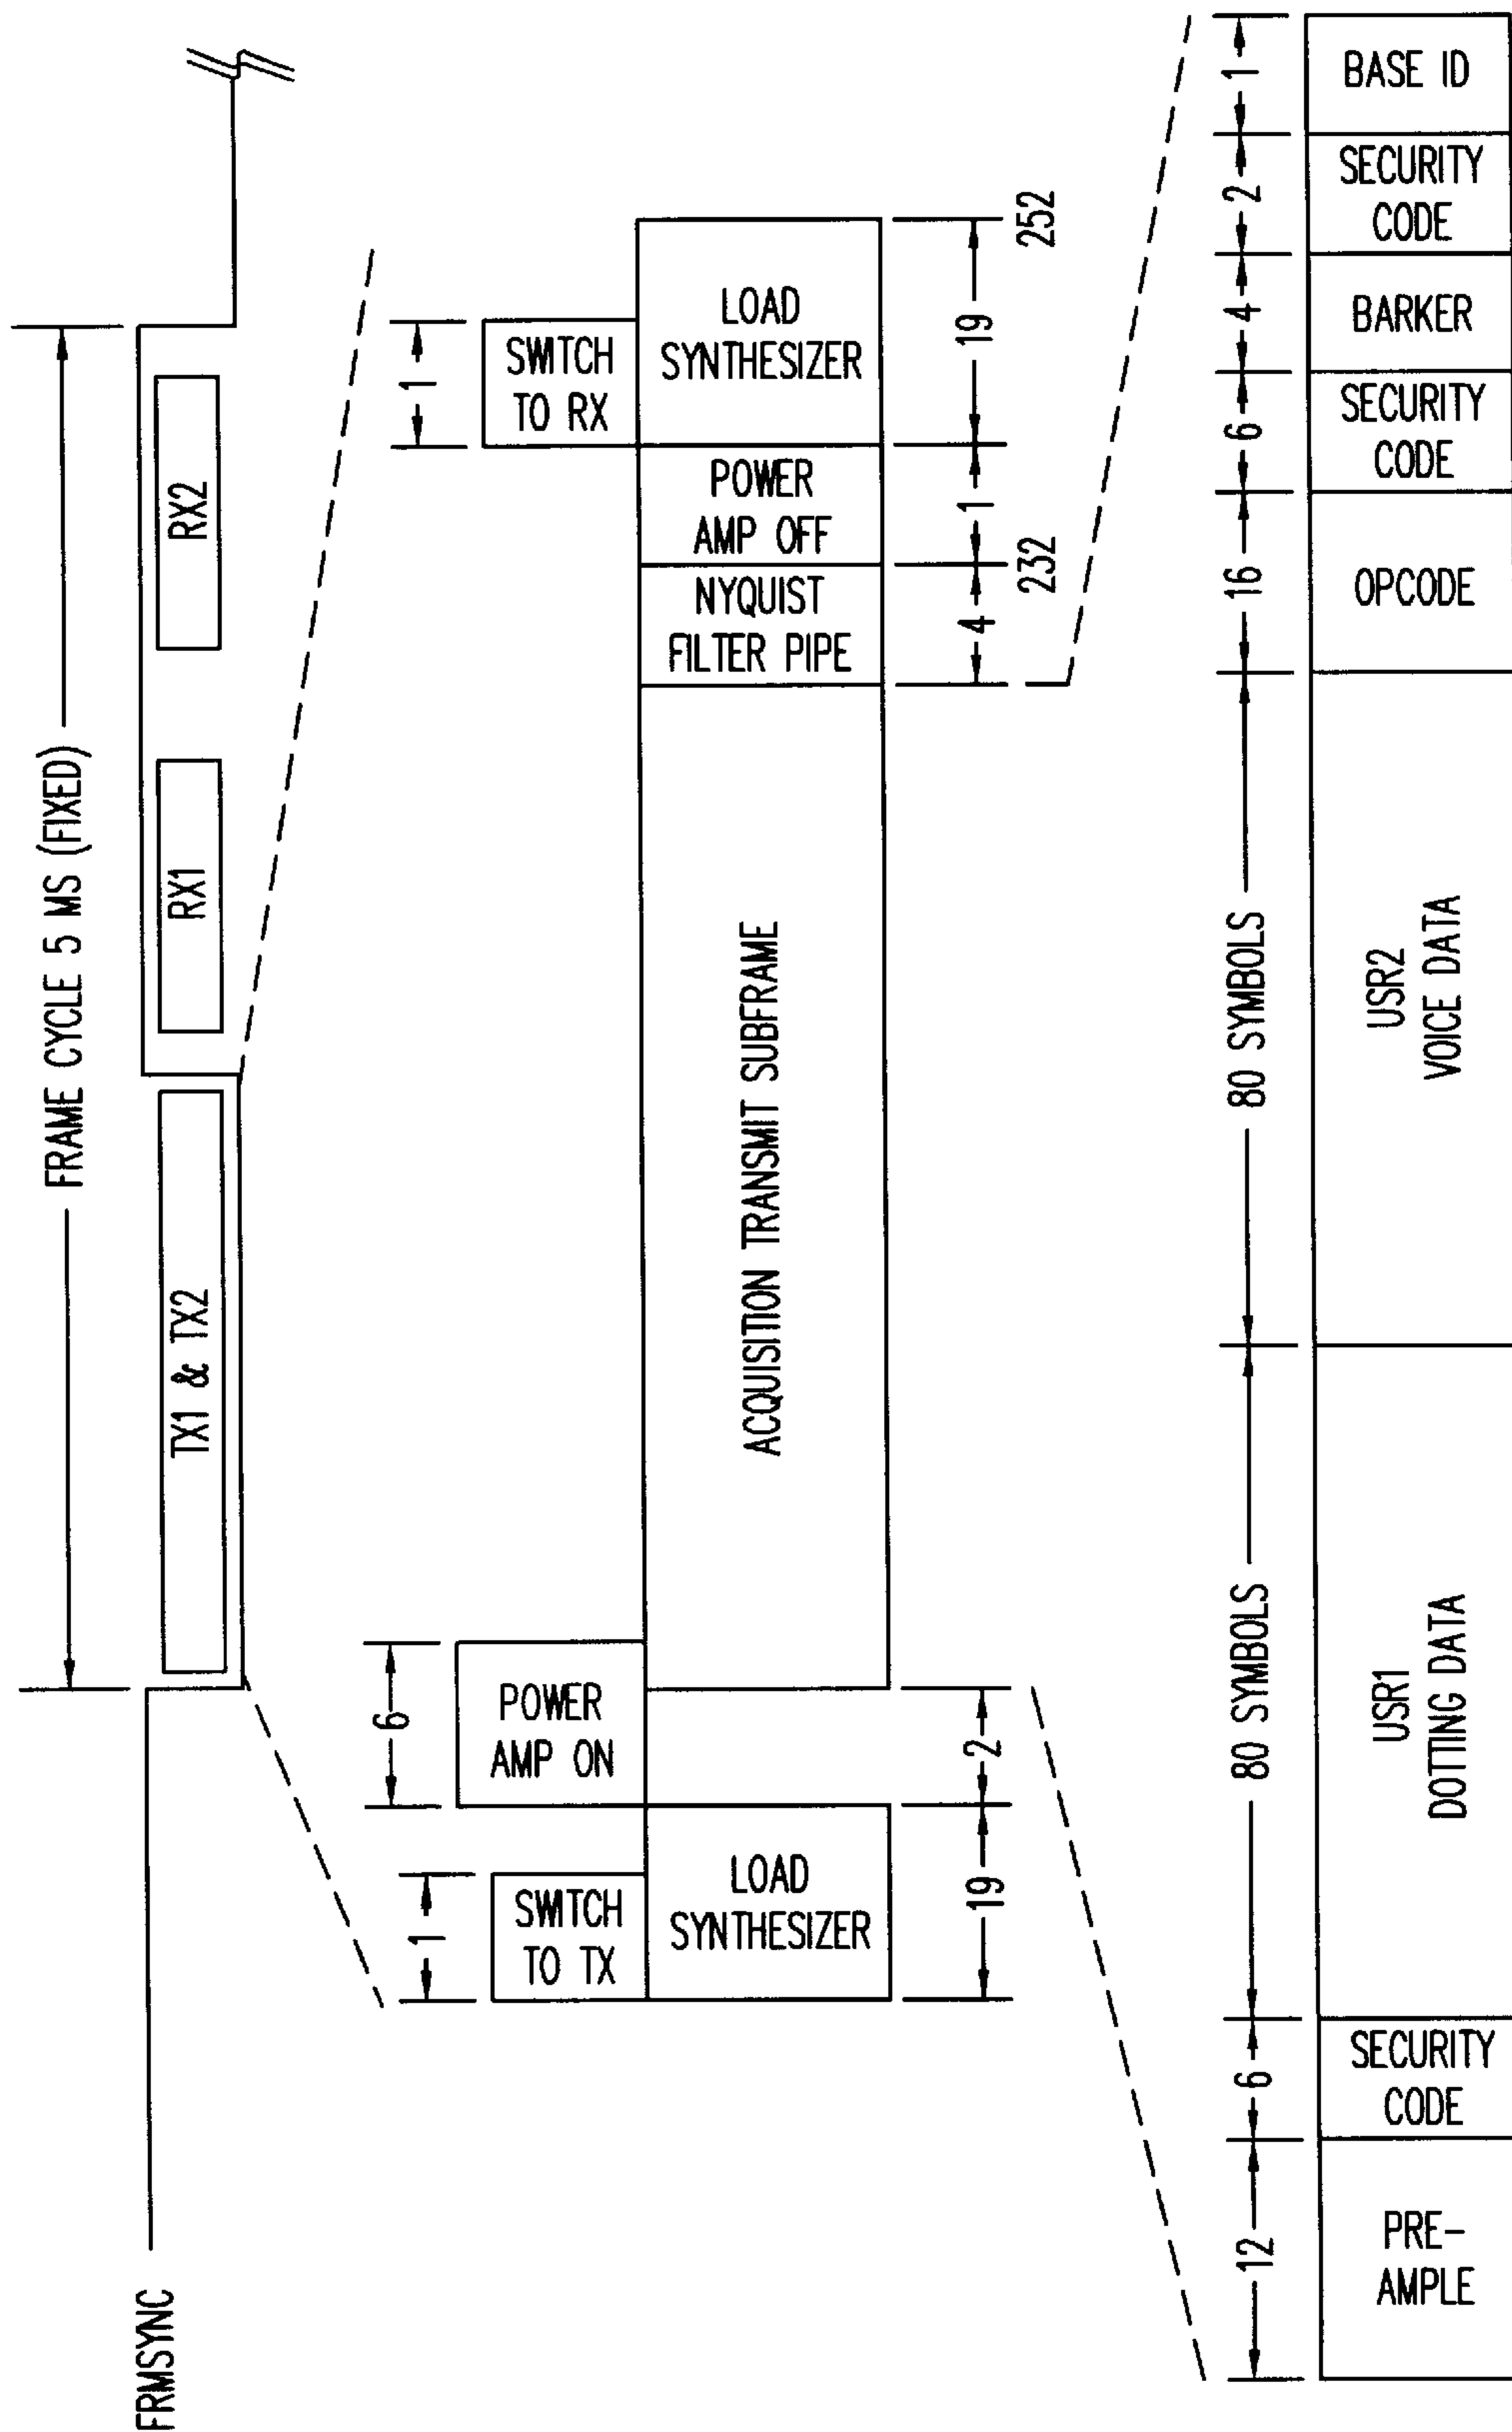 FRAME CYCLE 5 MS (FIXED)
FRMSYNC
TX1 & TX2
RX1
RX2
1
6
1
SWITCH
TO TX
POWER
AMP ON
SWITCH
TO RX
LOAD
SYNTHESIZER
ACQUISITION TRANSMIT SUBFRAME
NYQUIST
FILTER PIPE
POWER
AMP OFF
LOAD
SYNTHESIZER
19
2
4
1
19
232
252
12
6
80 SYMBOLS
80 SYMBOLS
16
6
4
2
1
PRE-
AMPLE
SECURITY
CODE
USR1
DOTTING DATA
USR2
VOICE DATA
OPCODE
SECURITY
CODE
BARKER
SECURITY
CODE
BASE ID